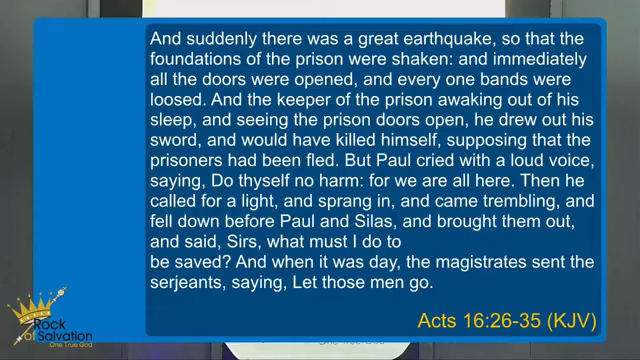 And suddenly there was a great earthquake, so that the
foundations of the prison were shaken: and immediately
all the doors were opened, and every one bands were
loosed. And the keeper of the prison awaking out of his
sleep, and seeing the prison doors open, he drew out his
sword, and would have killed himself, supposing that the
prisoners had been fled. But Paul cried with a loud voice,
saying, Do thyself no harm: for we are all here. Then he
called for a light, and sprang in, and came trembling, and
fell down before Paul and Silas, and brought them out,
and said, Sirs, what must I do to
be saved? And when it was day, the magistrates sent the
serjeants, saying, Let those men go.
Acts 16:26-35 (KJV)
Rock
of Salvation
One True God